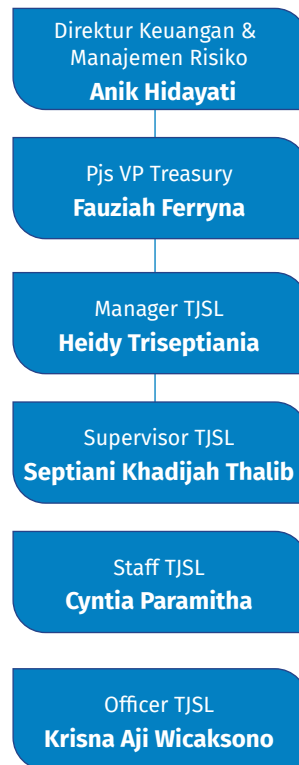 Direktur Keuangan &
Manajemen Risiko
Anik Hidayati
Pjs VP Treasury
Fauziah Ferryna
Manager TJSL
Heidy Triseptiania
Supervisor TJSL
Septiani Khadijah Thalib
Staff TJSL
Cyntia Paramitha
Officer TJSL
Krisna Aji Wicaksono